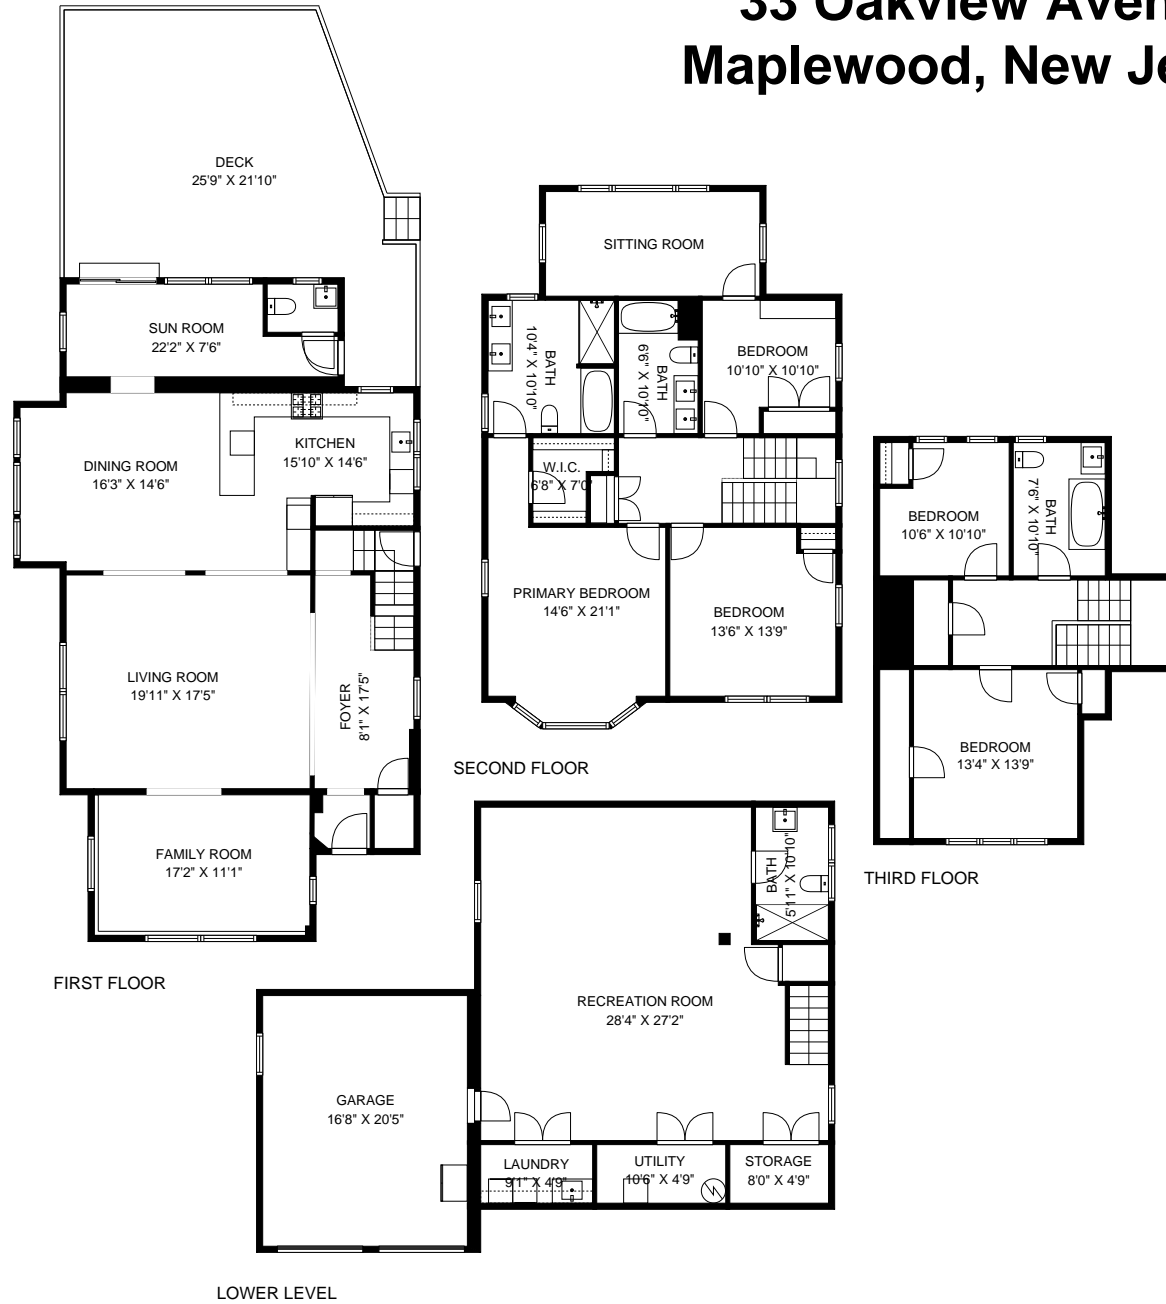 33 Oakview Aven
Maplewood, New Je
DECK
25'9" X 21'10"
SUN ROOM
22'2" X 7'6"
KITCHEN
15'10" X 14'6"
DINING ROOM
16'3" X 14'6"
LIVING ROOM
19'11" X 17'5"
FOYER
8'1" X 17'5"
FAMILY ROOM
17'2" X 11'1"
FIRST FLOOR
SITTING ROOM
BATH
10'4" X 10'10"
BATH
6'6" X 10'10"
BEDROOM
10'10" X 10'10"
W.I.C.
6'8" X 7'0"
PRIMARY BEDROOM
14'6" X 21'1"
BEDROOM
13'6" X 13'9"
SECOND FLOOR
BEDROOM
10'6" X 10'10"
BATH
7'6" X 10'10"
BEDROOM
13'4" X 13'9"
THIRD FLOOR
BATH
5'11" X 10'10"
RECREATION ROOM
28'4" X 27'2"
GARAGE
16'8" X 20'5"
LAUNDRY
9'1" X 4'9"
UTILITY
10'6" X 4'9"
STORAGE
8'0" X 4'9"
LOWER LEVEL